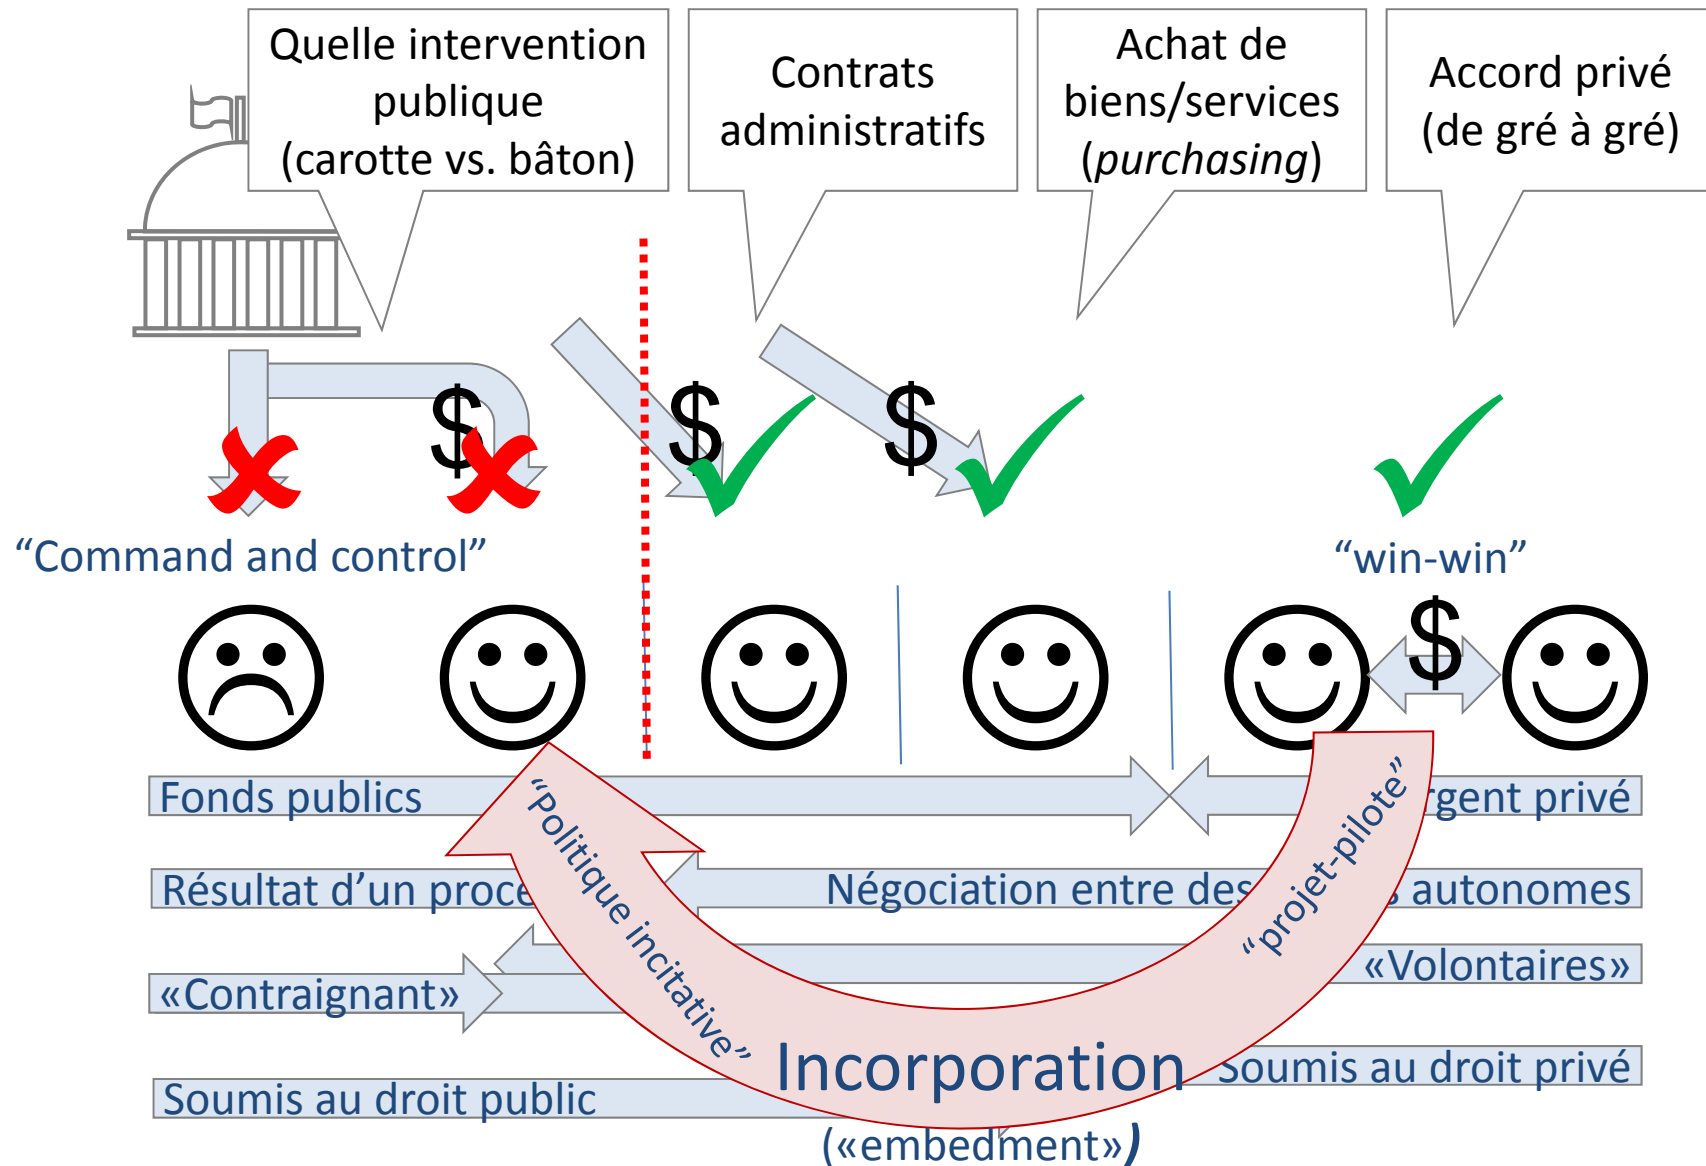 Quelle intervention
publique
(carotte vs. bâton)
Contrats
administratifs
Achat de
biens/services
(purchasing)
Accord privé
(de gré à gré)
$
$
$
“Command and control”
“win-win”
$
Fonds publics
rgent privé
“Politique incitative”
“projet-pilote”
Résultat d’un proce
Négociation entre des
s autonomes
«Volontaires»
«Contraignant»
Incorporation
Soumis au droit privé
Soumis au droit public
(«embedment»)